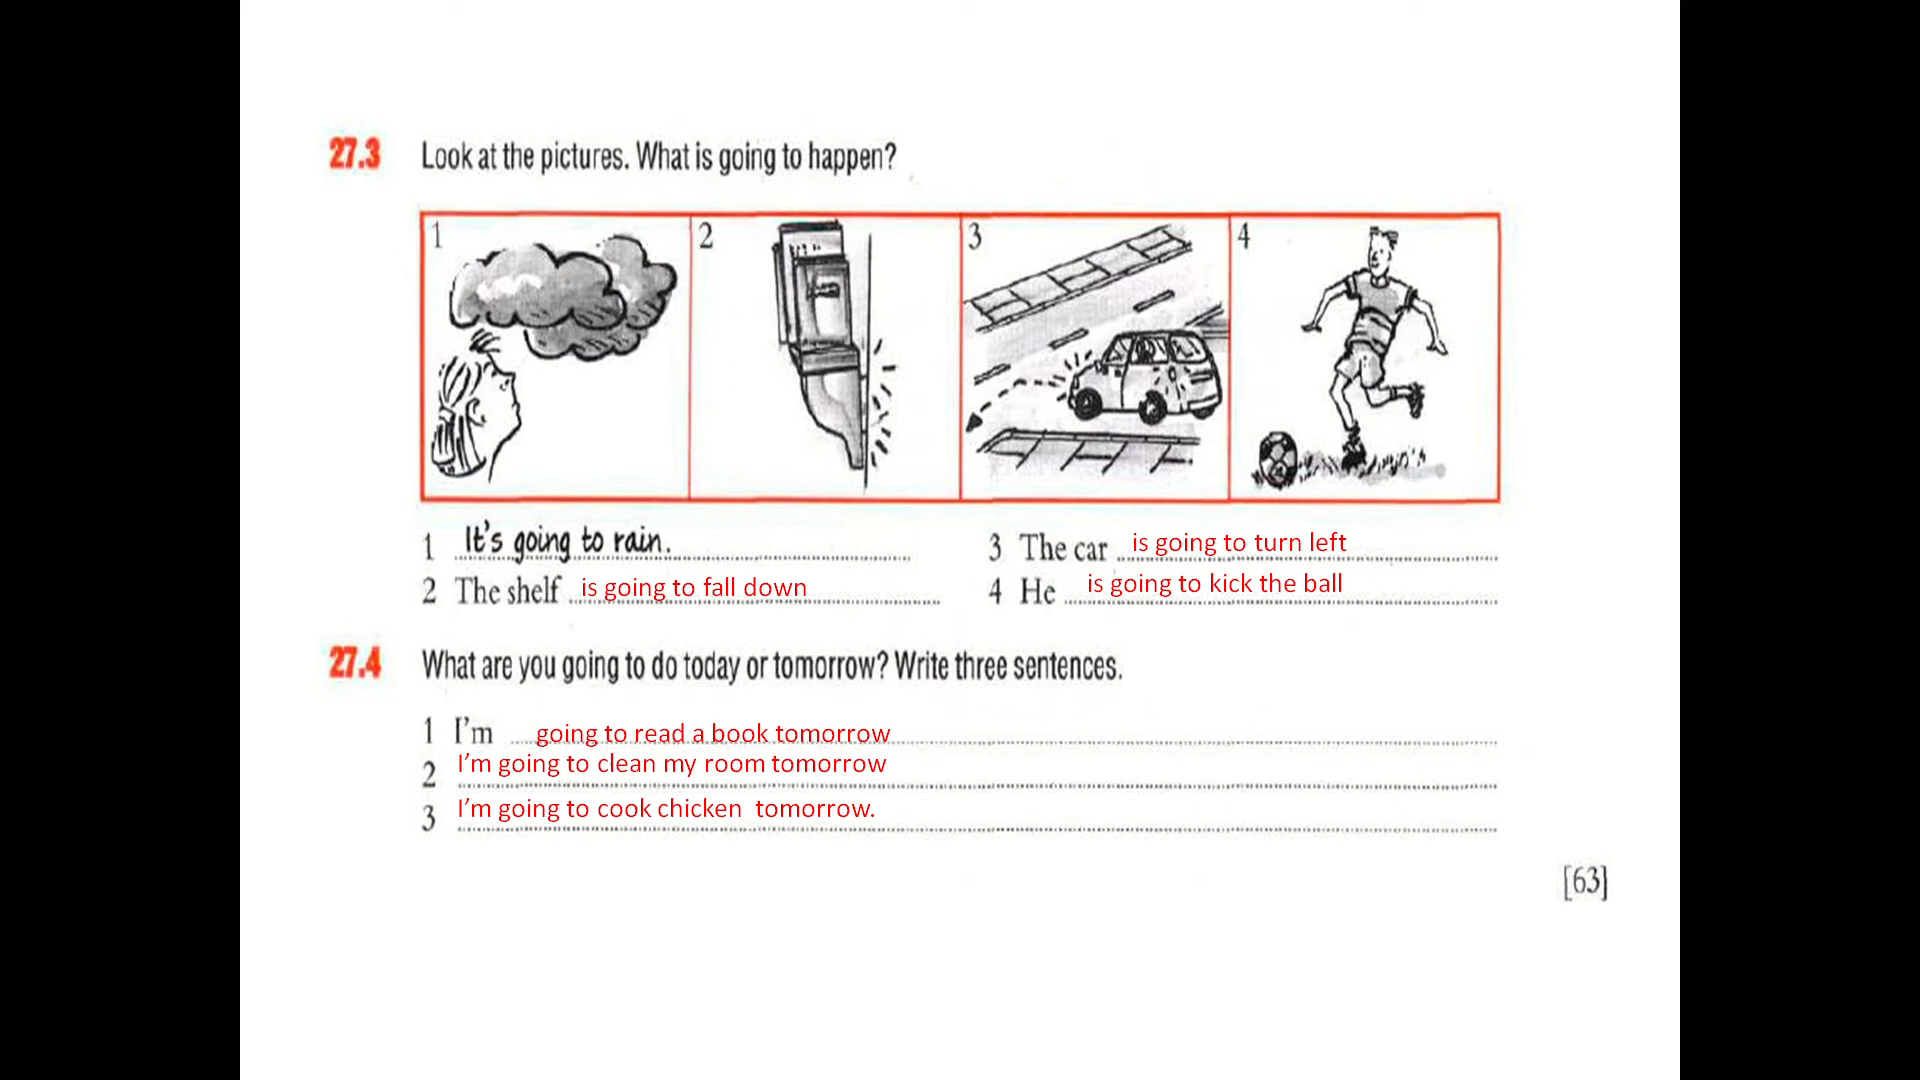 27.3 Look at the pictures. What is going to happen?
1 2 3 4
1 It's going to rain.
2 The shelf is going to fall down
3 The car is going to turn left
4 He is going to kick the ball
27.4 What are you going to do today or tomorrow? Write three sentences.
1 I'm going to read a book tomorrow
2 I'm going to clean my room tomorrow
3 I'm going to cook chicken tomorrow.
[63]